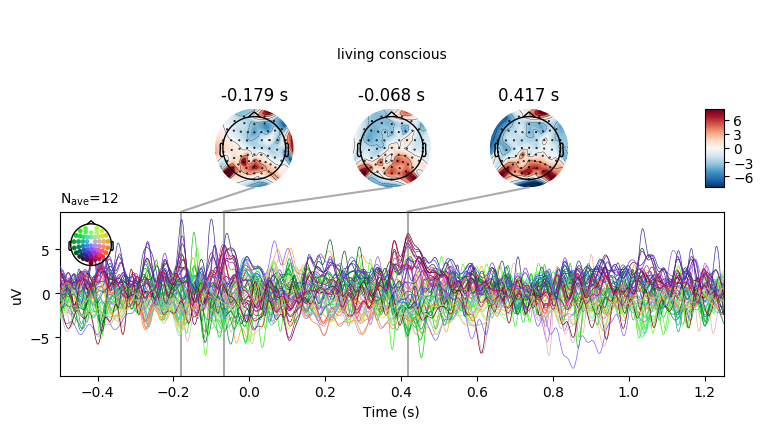 living conscious
-0.179 s -0.068 s 0.417 s
6
3
0
−3
−6
Nave=12
5
0
−5
uV
−0.4 −0.2 0.0 0.2 0.4 0.6 0.8 1.0 1.2
Time (s)